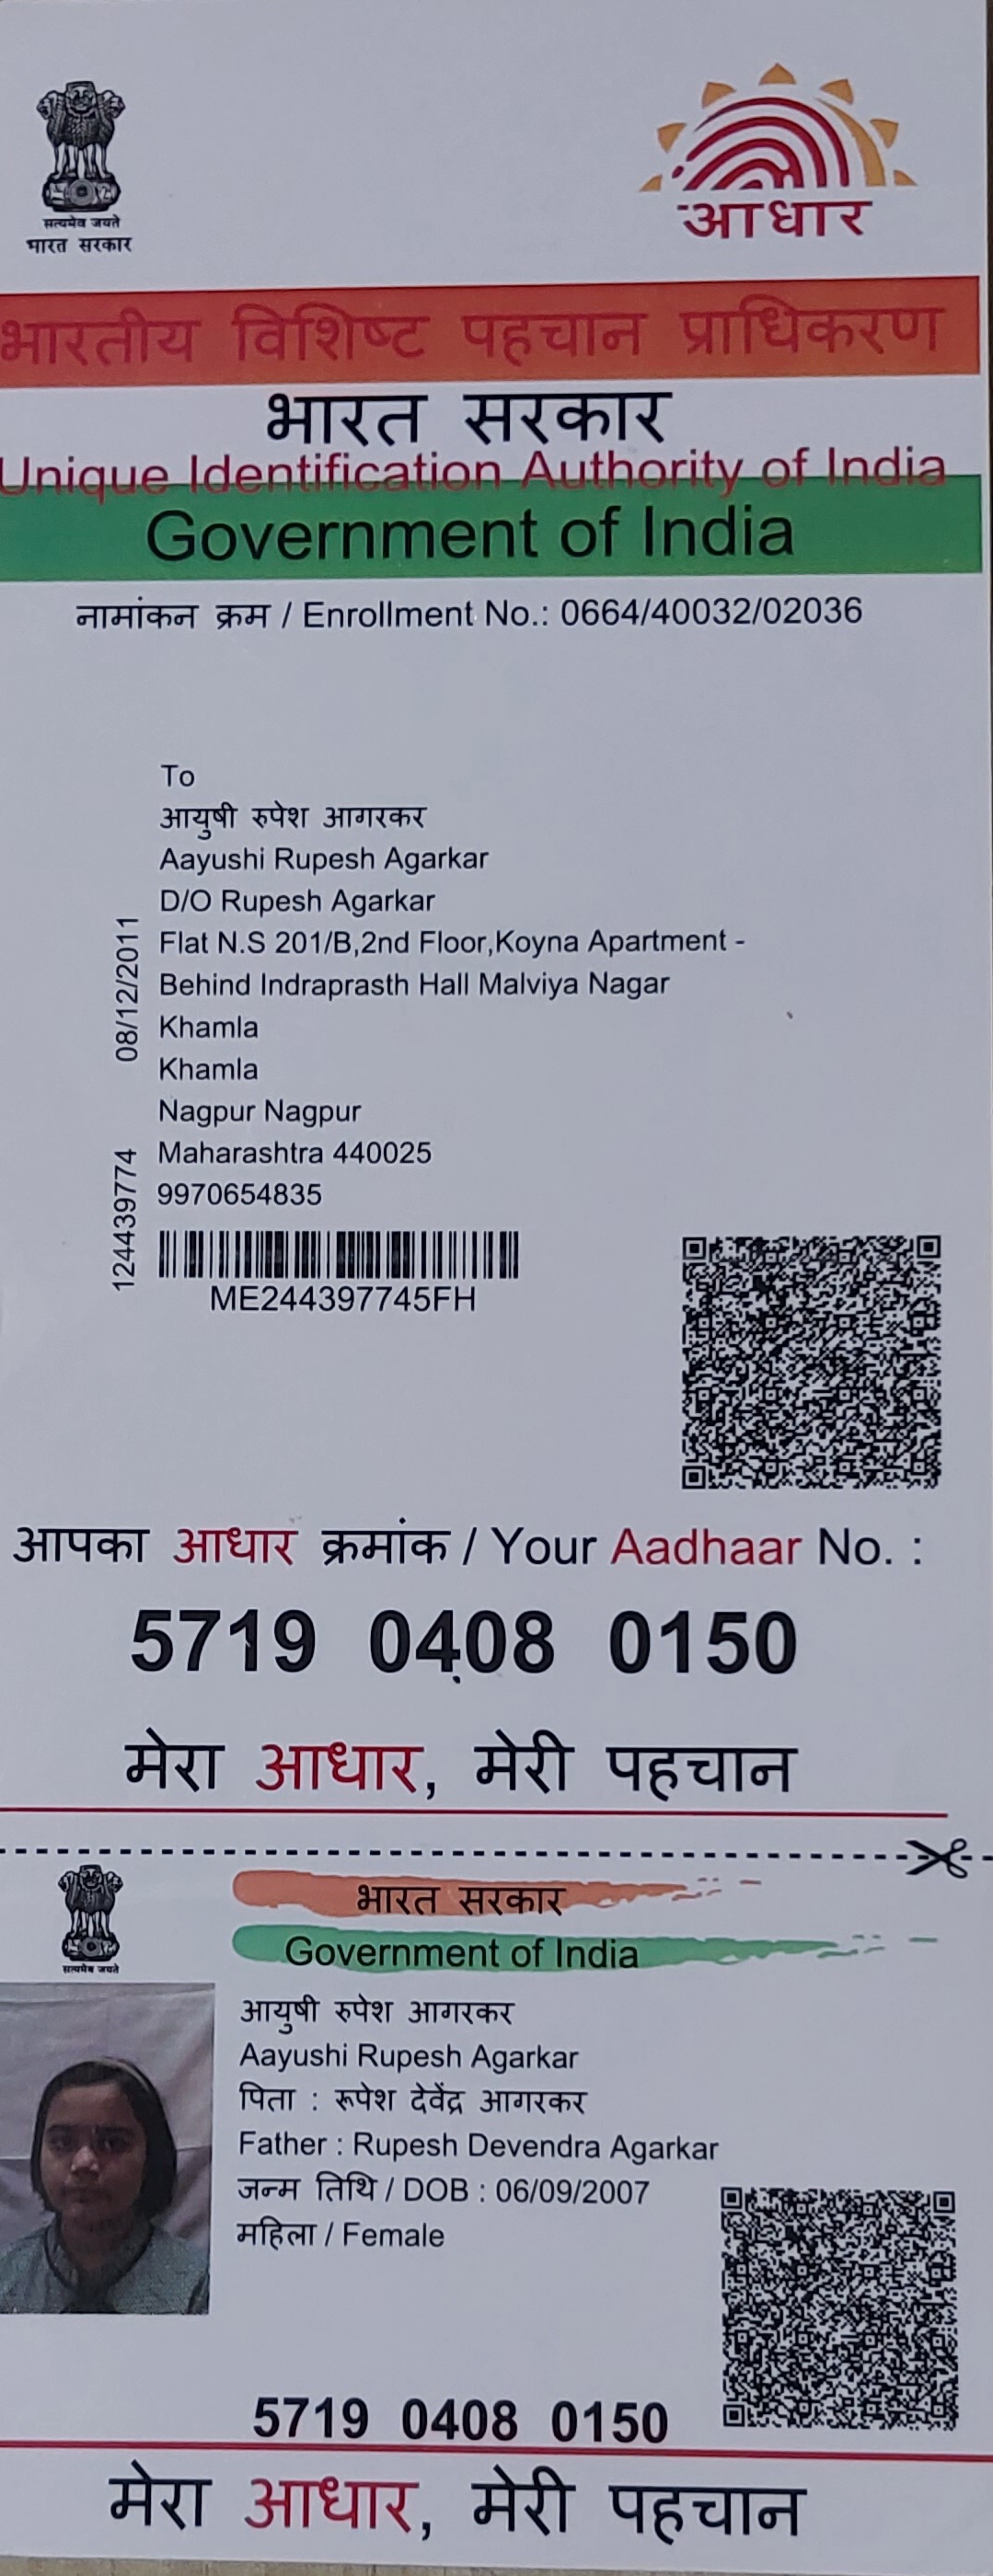 सत्यमेव जयते
भारत सरकार
आधार
भारतीय विशिष्ट पहचान प्राधिकरण
भारत सरकार
Unique Identification Authority of India
Government of India
नामांकन क्रम / Enrollment No.: 0664/40032/02036
To
आयुषी रुपेश आगरकर
Aayushi Rupesh Agarkar
D/O Rupesh Agarkar
Flat N.S 201/B,2nd Floor,Koyna Apartment -
Behind Indraprasth Hall Malviya Nagar
Khamla
Khamla
Nagpur Nagpur
Maharashtra 440025
9970654835
08/12/2011
124439774
ME244397745FH
आपका आधार क्रमांक / Your Aadhaar No. :
5719 0408 0150
मेरा आधार, मेरी पहचान
सत्यमेव जयते
भारत सरकार
Government of India
आयुषी रुपेश आगरकर
Aayushi Rupesh Agarkar
पिता : रूपेश देवेंद्र आगरकर
Father : Rupesh Devendra Agarkar
जन्म तिथि / DOB : 06/09/2007
महिला / Female
5719 0408 0150
मेरा आधार, मेरी पहचान